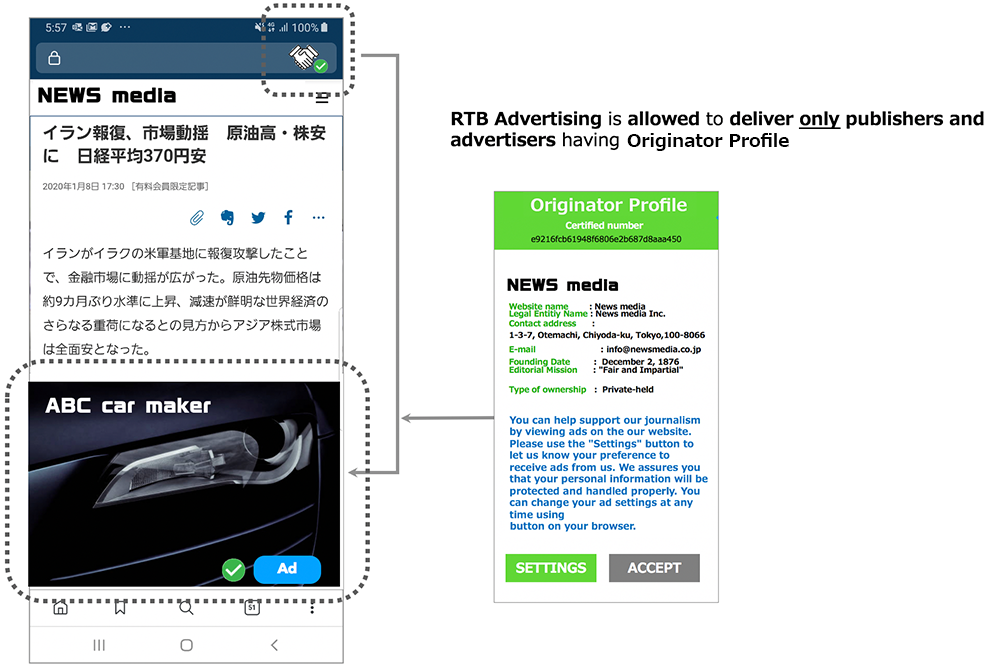 5:57
4G
100%
NEWS media
イラン報復、市場動揺　原油高・株安
に　日経平均370円安
2020年1月8日 17:30 ［有料会員限定記事］
イランがイラクの米軍基地に報復攻撃したこと
で、金融市場に動揺が広がった。原油先物価格は
約9カ月ぶり水準に上昇、減速が鮮明な世界経済の
さらなる重荷になるとの見方からアジア株式市場
は全面安となった。
ABC car maker
Ad
51
RTB Advertising is allowed to deliver only publishers and
advertisers having Originator Profile
Originator Profile
Certified number
e9216fcb61948f6806e2b687d8aaa450
NEWS media
Website name : News media
Legal Entitiy Name : News media Inc.
Contact address :
1-3-7, Otemachi, Chiyoda-ku, Tokyo,100-8066
E-mail : info@newsmedia.co.jp
Founding Date : December 2, 1876
Editorial Mission : "Fair and Impartial"
Type of ownership : Private-held
You can help support our journalism
by viewing ads on the our website.
Please use the "Settings" button to
let us know your preference to
receive ads from us. We assures you
that your personal information will be
protected and handled properly. You
can change your ad settings at any
time using
button on your browser.
SETTINGS
ACCEPT